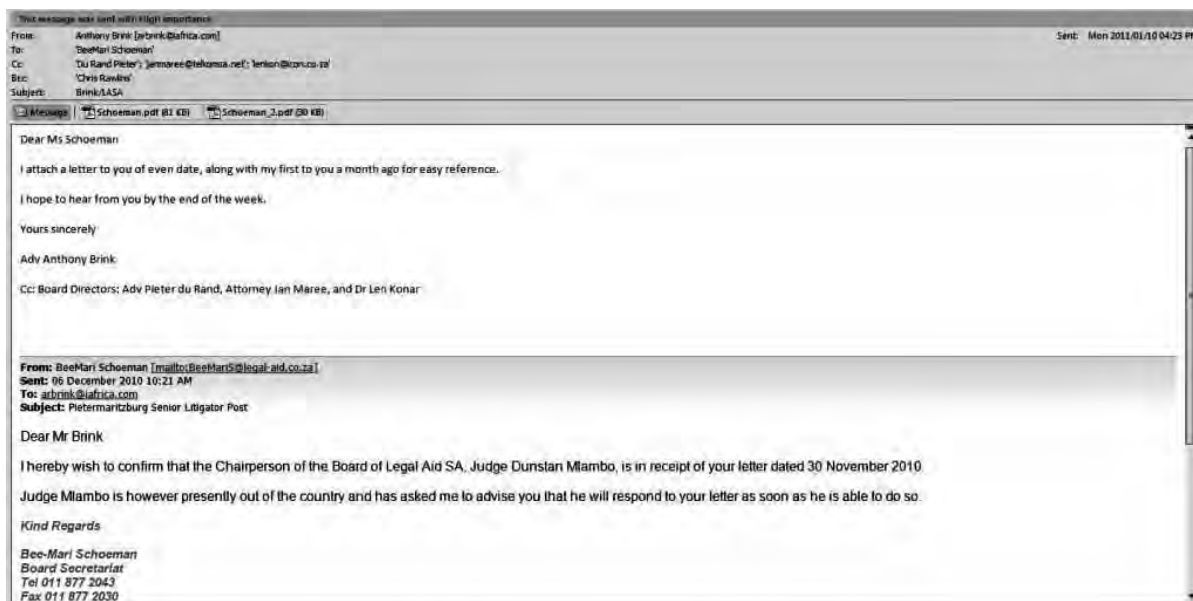 This message was sent with High importance.
From: Anthony Brink [arbrink@iafrica.com] Sent: Mon 2011/01/10 04:23 PM
To: 'BeeMari Schoeman'
Cc: 'Du Rand Pieter'; 'janmaree@telkomsa.net'; 'lenkon@icon.co.za'
Bcc: 'Chris Rawlins'
Subject: Brink/LASA
Message Schoeman.pdf (81 KB) Schoeman_2.pdf (30 KB)
Dear Ms Schoeman
I attach a letter to you of even date, along with my first to you a month ago for easy reference.
I hope to hear from you by the end of the week.
Yours sincerely
Adv Anthony Brink
Cc: Board Directors: Adv Pieter du Rand, Attorney Jan Maree, and Dr Len Konar
From: BeeMari Schoeman [mailto:BeeMariS@legal-aid.co.za]
Sent: 06 December 2010 10:21 AM
To: arbrink@iafrica.com
Subject: Pietermaritzburg Senior Litigator Post
Dear Mr Brink
I hereby wish to confirm that the Chairperson of the Board of Legal Aid SA, Judge Dunstan Mlambo, is in receipt of your letter dated 30 November 2010.
Judge Mlambo is however presently out of the country and has asked me to advise you that he will respond to your letter as soon as he is able to do so.
Kind Regards
Bee-Mari Schoeman
Board Secretariat
Tel 011 877 2043
Fax 011 877 2030